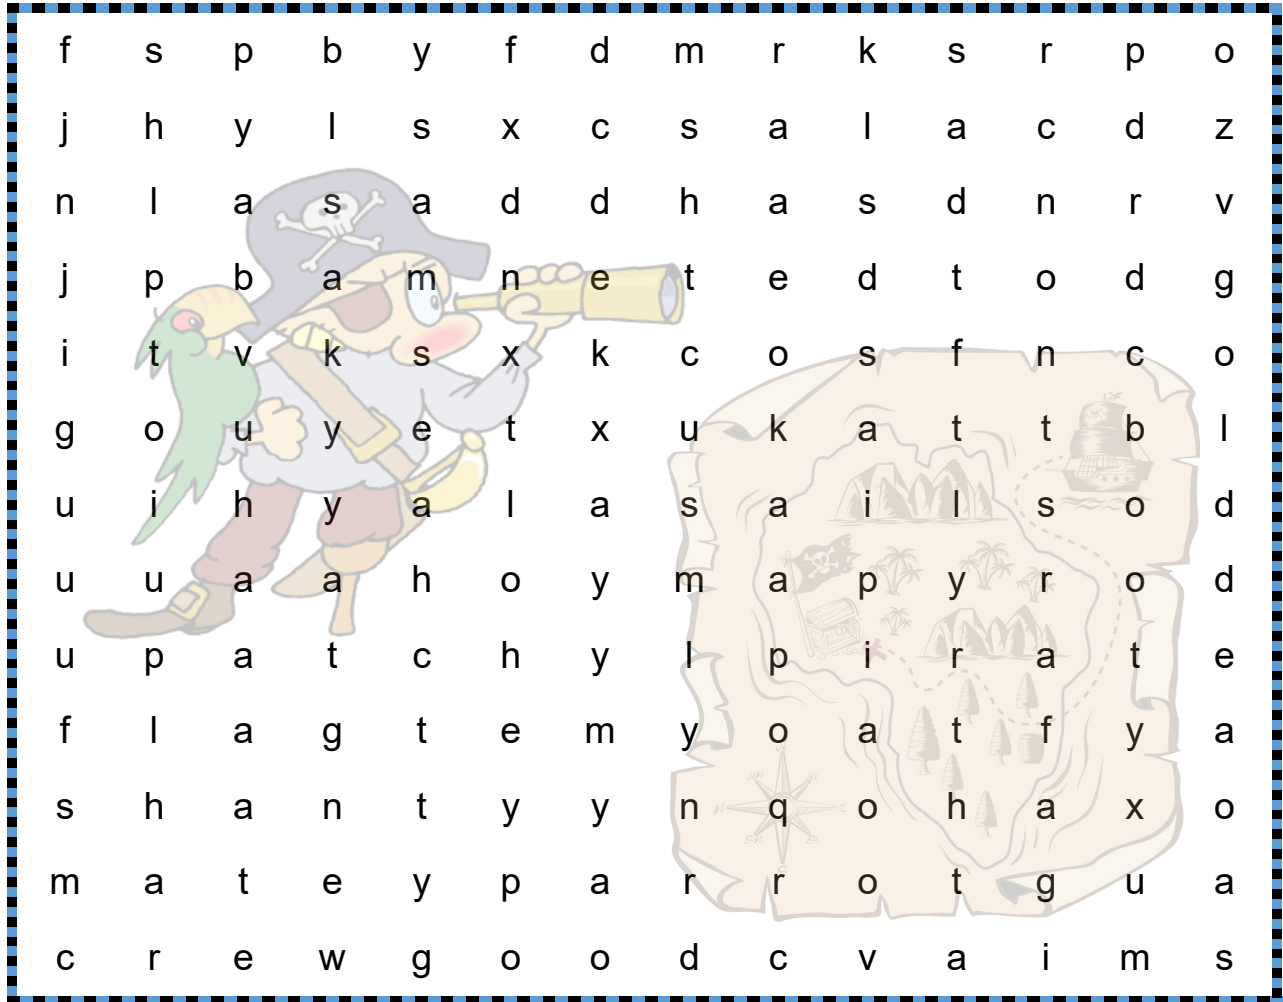 f s p b y f d m r k s r p o
j h y l s x c s a l a c d z
n l a s a d d h a s d n r v
j p b a m n e t e d t o d g
i t v k s x k c o s f n c o
g o u y e t x u k a t t b l
u i h y a l a s a i l s o d
u u a a h o y m a p y r o d
u p a t c h y l p i r a t e
f l a g t e m y o a t f y a
s h a n t y y n q o h a x o
m a t e y p a r r o t g u a
c r e w g o o d c v a i m s